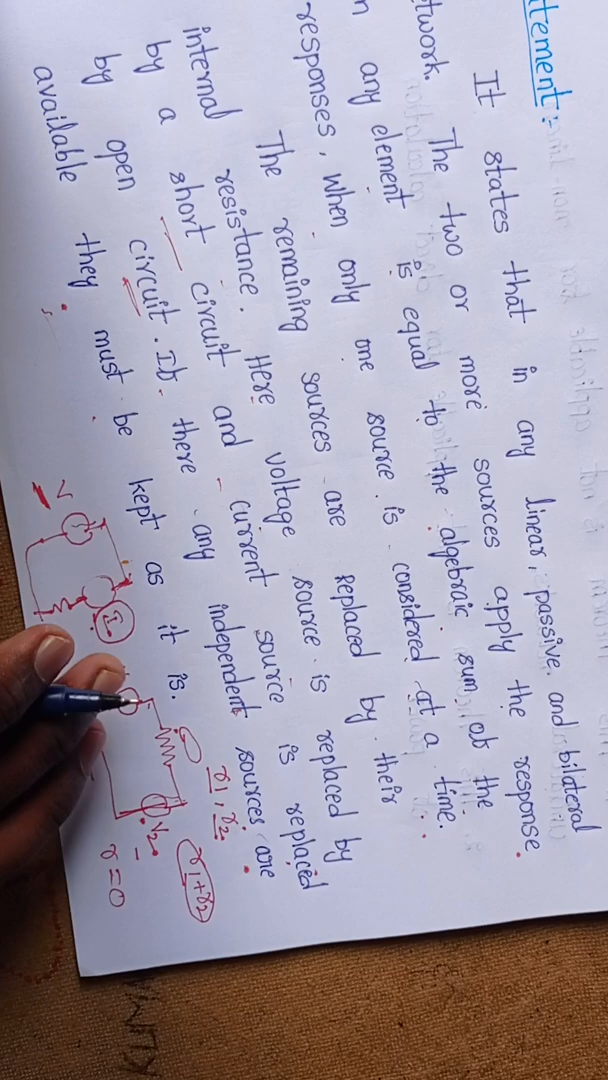 tement :-
It states that in any linear, passive and bilateral
etwork. The two or more sources apply the response
n any element is equal to the algebraic sum ob the
responses, when only one source is considered at a time.
The remaining sources are replaced by their
internal resistance. Here voltage source is replaced by
by a short circuit and current source is replaced
by open circuit. Ib there any independent sources are
available they must be kept as it is.
V
I
r1, r2
r1+r2
V2
r=0